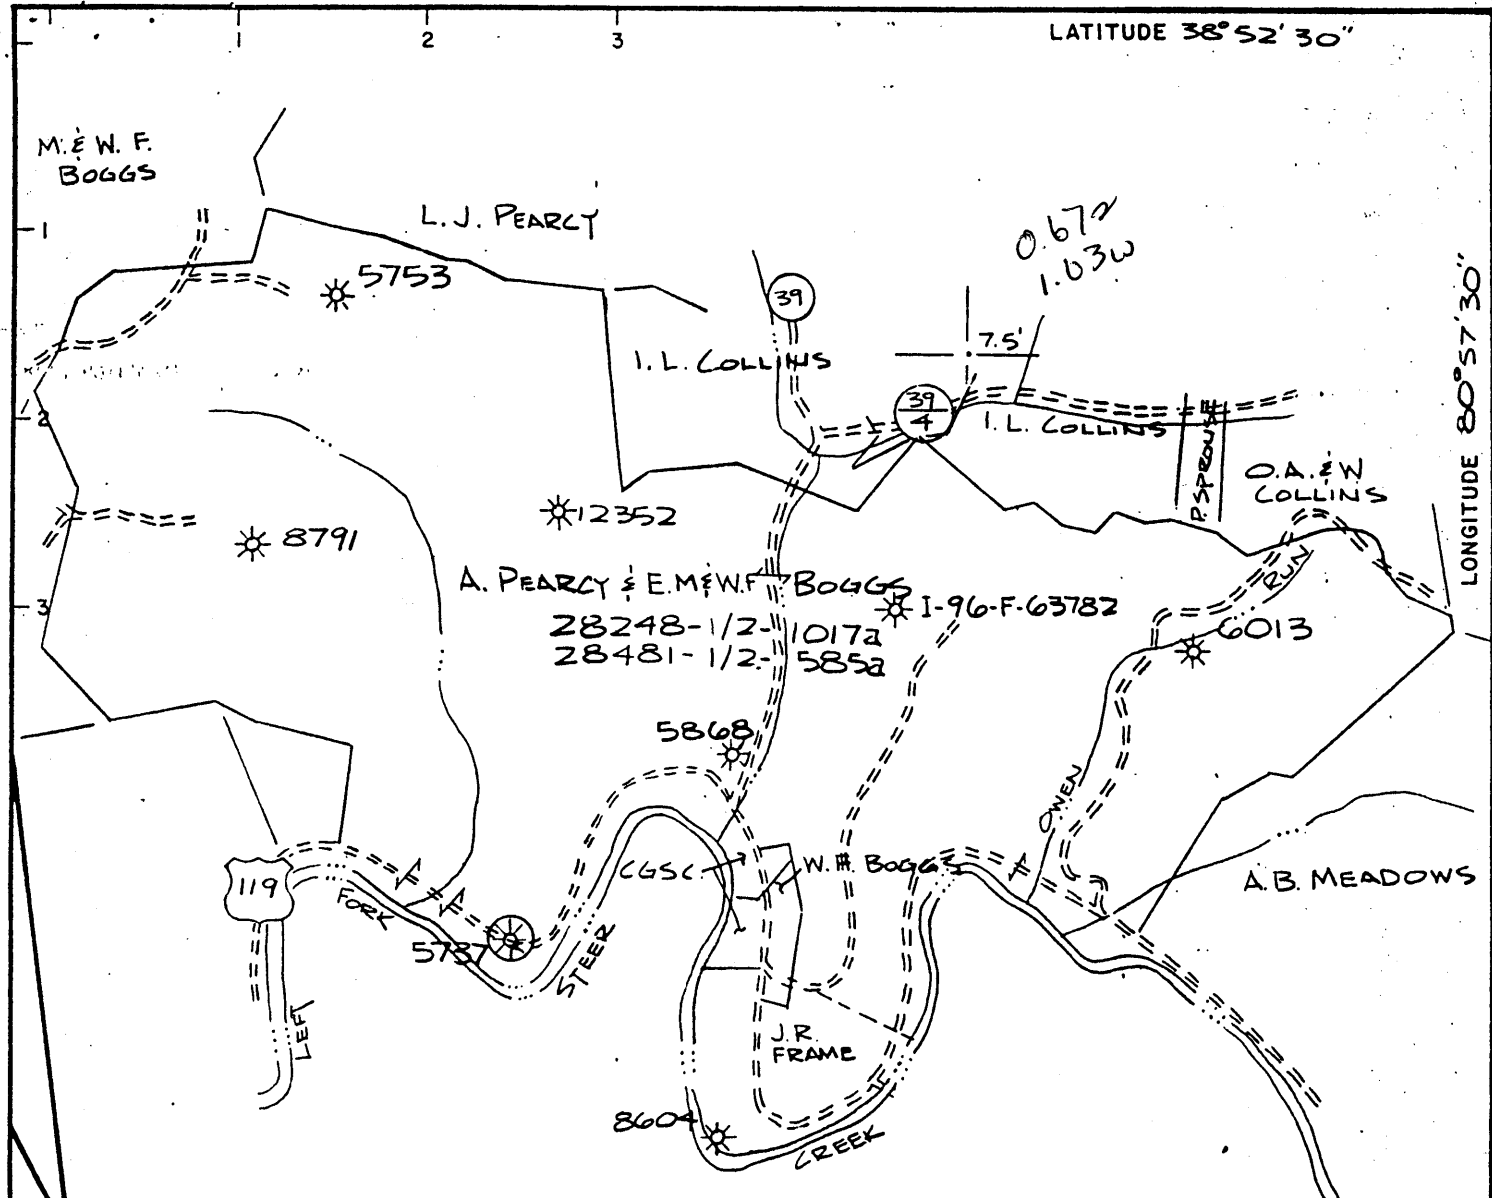 1 2 3
LATITUDE 38° 52' 30"
M. & W. F.
BOGGS
1
L. J. PEARCY
0.67
1.03W
5753
39
LONGITUDE 80° 57' 30"
7.5'
I. L. COLLINS
39
4
2
I. L. COLLINS
P. SPROUSE
O.A. & W
COLLINS
12352
8791
A. PEARCY & E.M & W.F BOGGS
RUN
3
I-96-F-63782
28248-1/2-1017a
6013
28481-1/2-585a
5868
OWEN
CGSC
W. H. BOGGS
119
A.B. MEADOWS
FORK
5737
STEER
LEFT
J. R.
FRAME
8604
CREEK